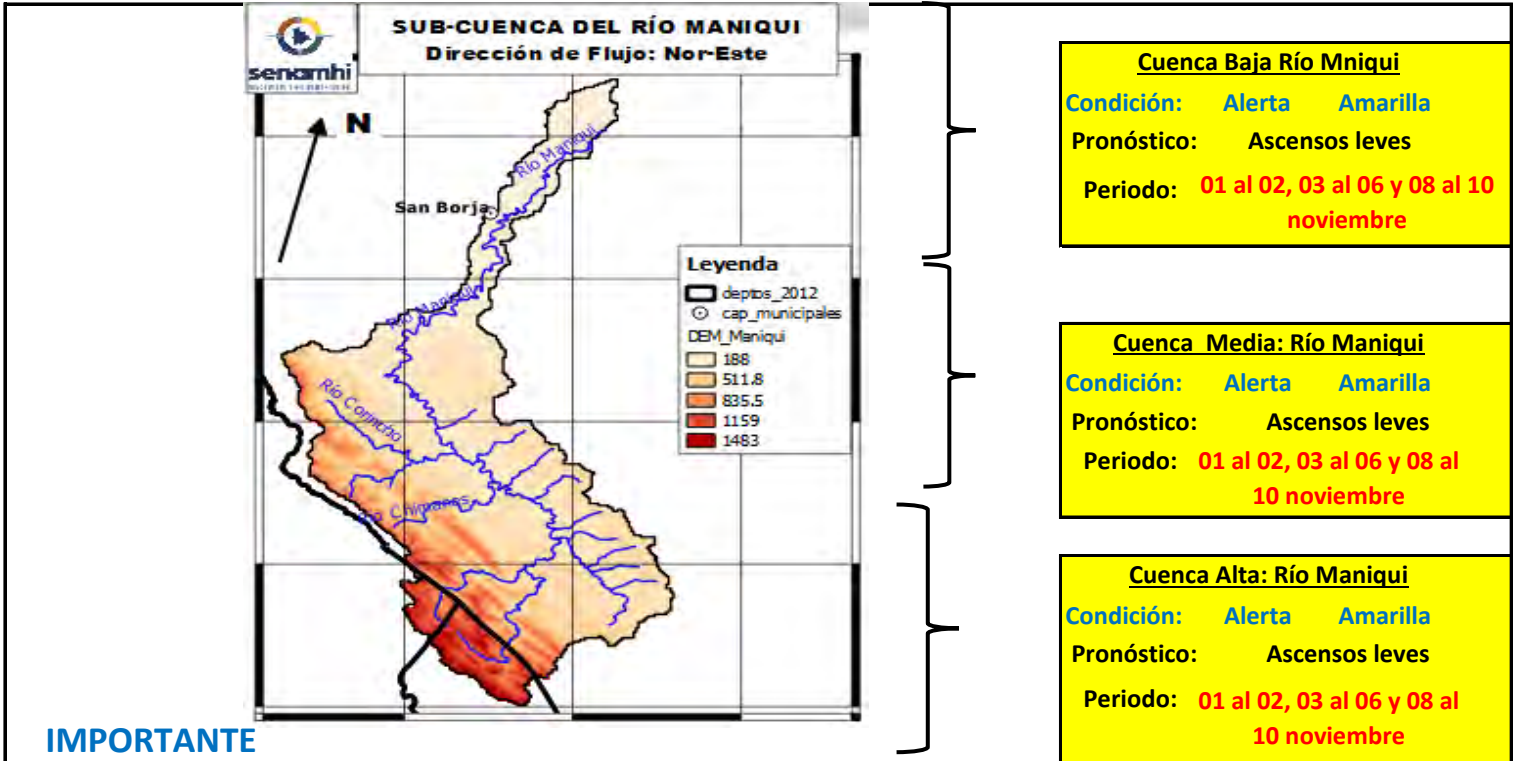 SUB-CUENCA DEL RÍO MANIQUI
Dirección de Flujo: Nor-Este
senamhi
N
Río Maniqui
San Borja
Río Maniqui
Río Corincho
Río Chimanes
Leyenda
deptos_2012
cap_municipales
DEM_Maniqui
188
511.8
835.5
1159
1483
Cuenca Baja Río Mniqui
Condición: Alerta Amarilla
Pronóstico: Ascensos leves
Periodo: 01 al 02, 03 al 06 y 08 al 10
noviembre
Cuenca Media: Río Maniqui
Condición: Alerta Amarilla
Pronóstico: Ascensos leves
Periodo: 01 al 02, 03 al 06 y 08 al
10 noviembre
Cuenca Alta: Río Maniqui
Condición: Alerta Amarilla
Pronóstico: Ascensos leves
Periodo: 01 al 02, 03 al 06 y 08 al
10 noviembre
IMPORTANTE